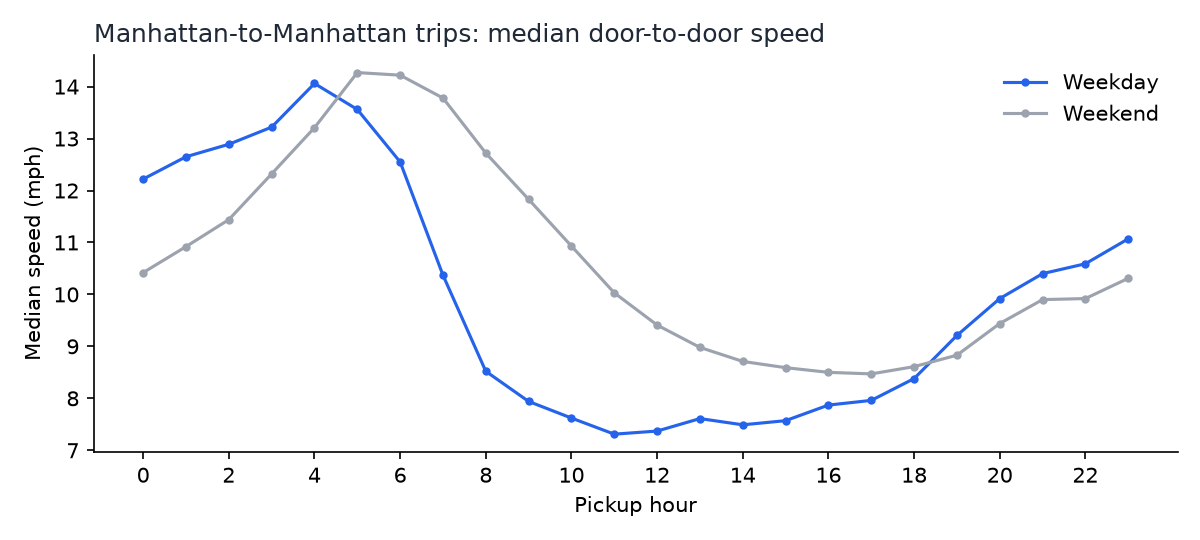 Manhattan-to-Manhattan trips: median door-to-door speed
Weekday
Weekend
Median speed (mph)
14
13
12
11
10
9
8
7
0 2 4 6 8 10 12 14 16 18 20 22
Pickup hour